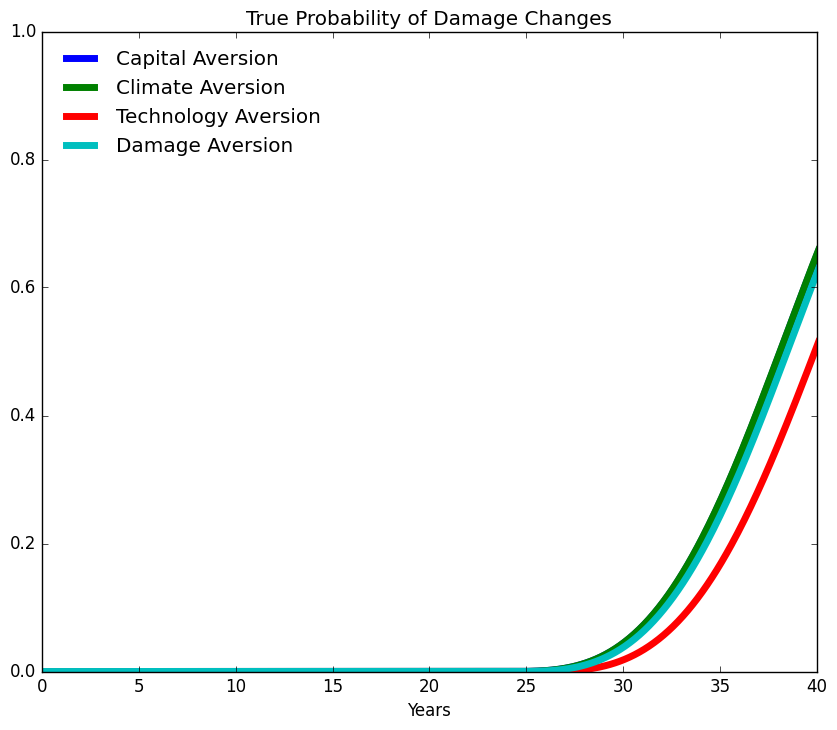 True Probability of Damage Changes
1.0
Capital Aversion
Climate Aversion
Technology Aversion
Damage Aversion
0.8
0.6
0.4
0.2
0.0
0 5 10 15 20 25 30 35 40
Years